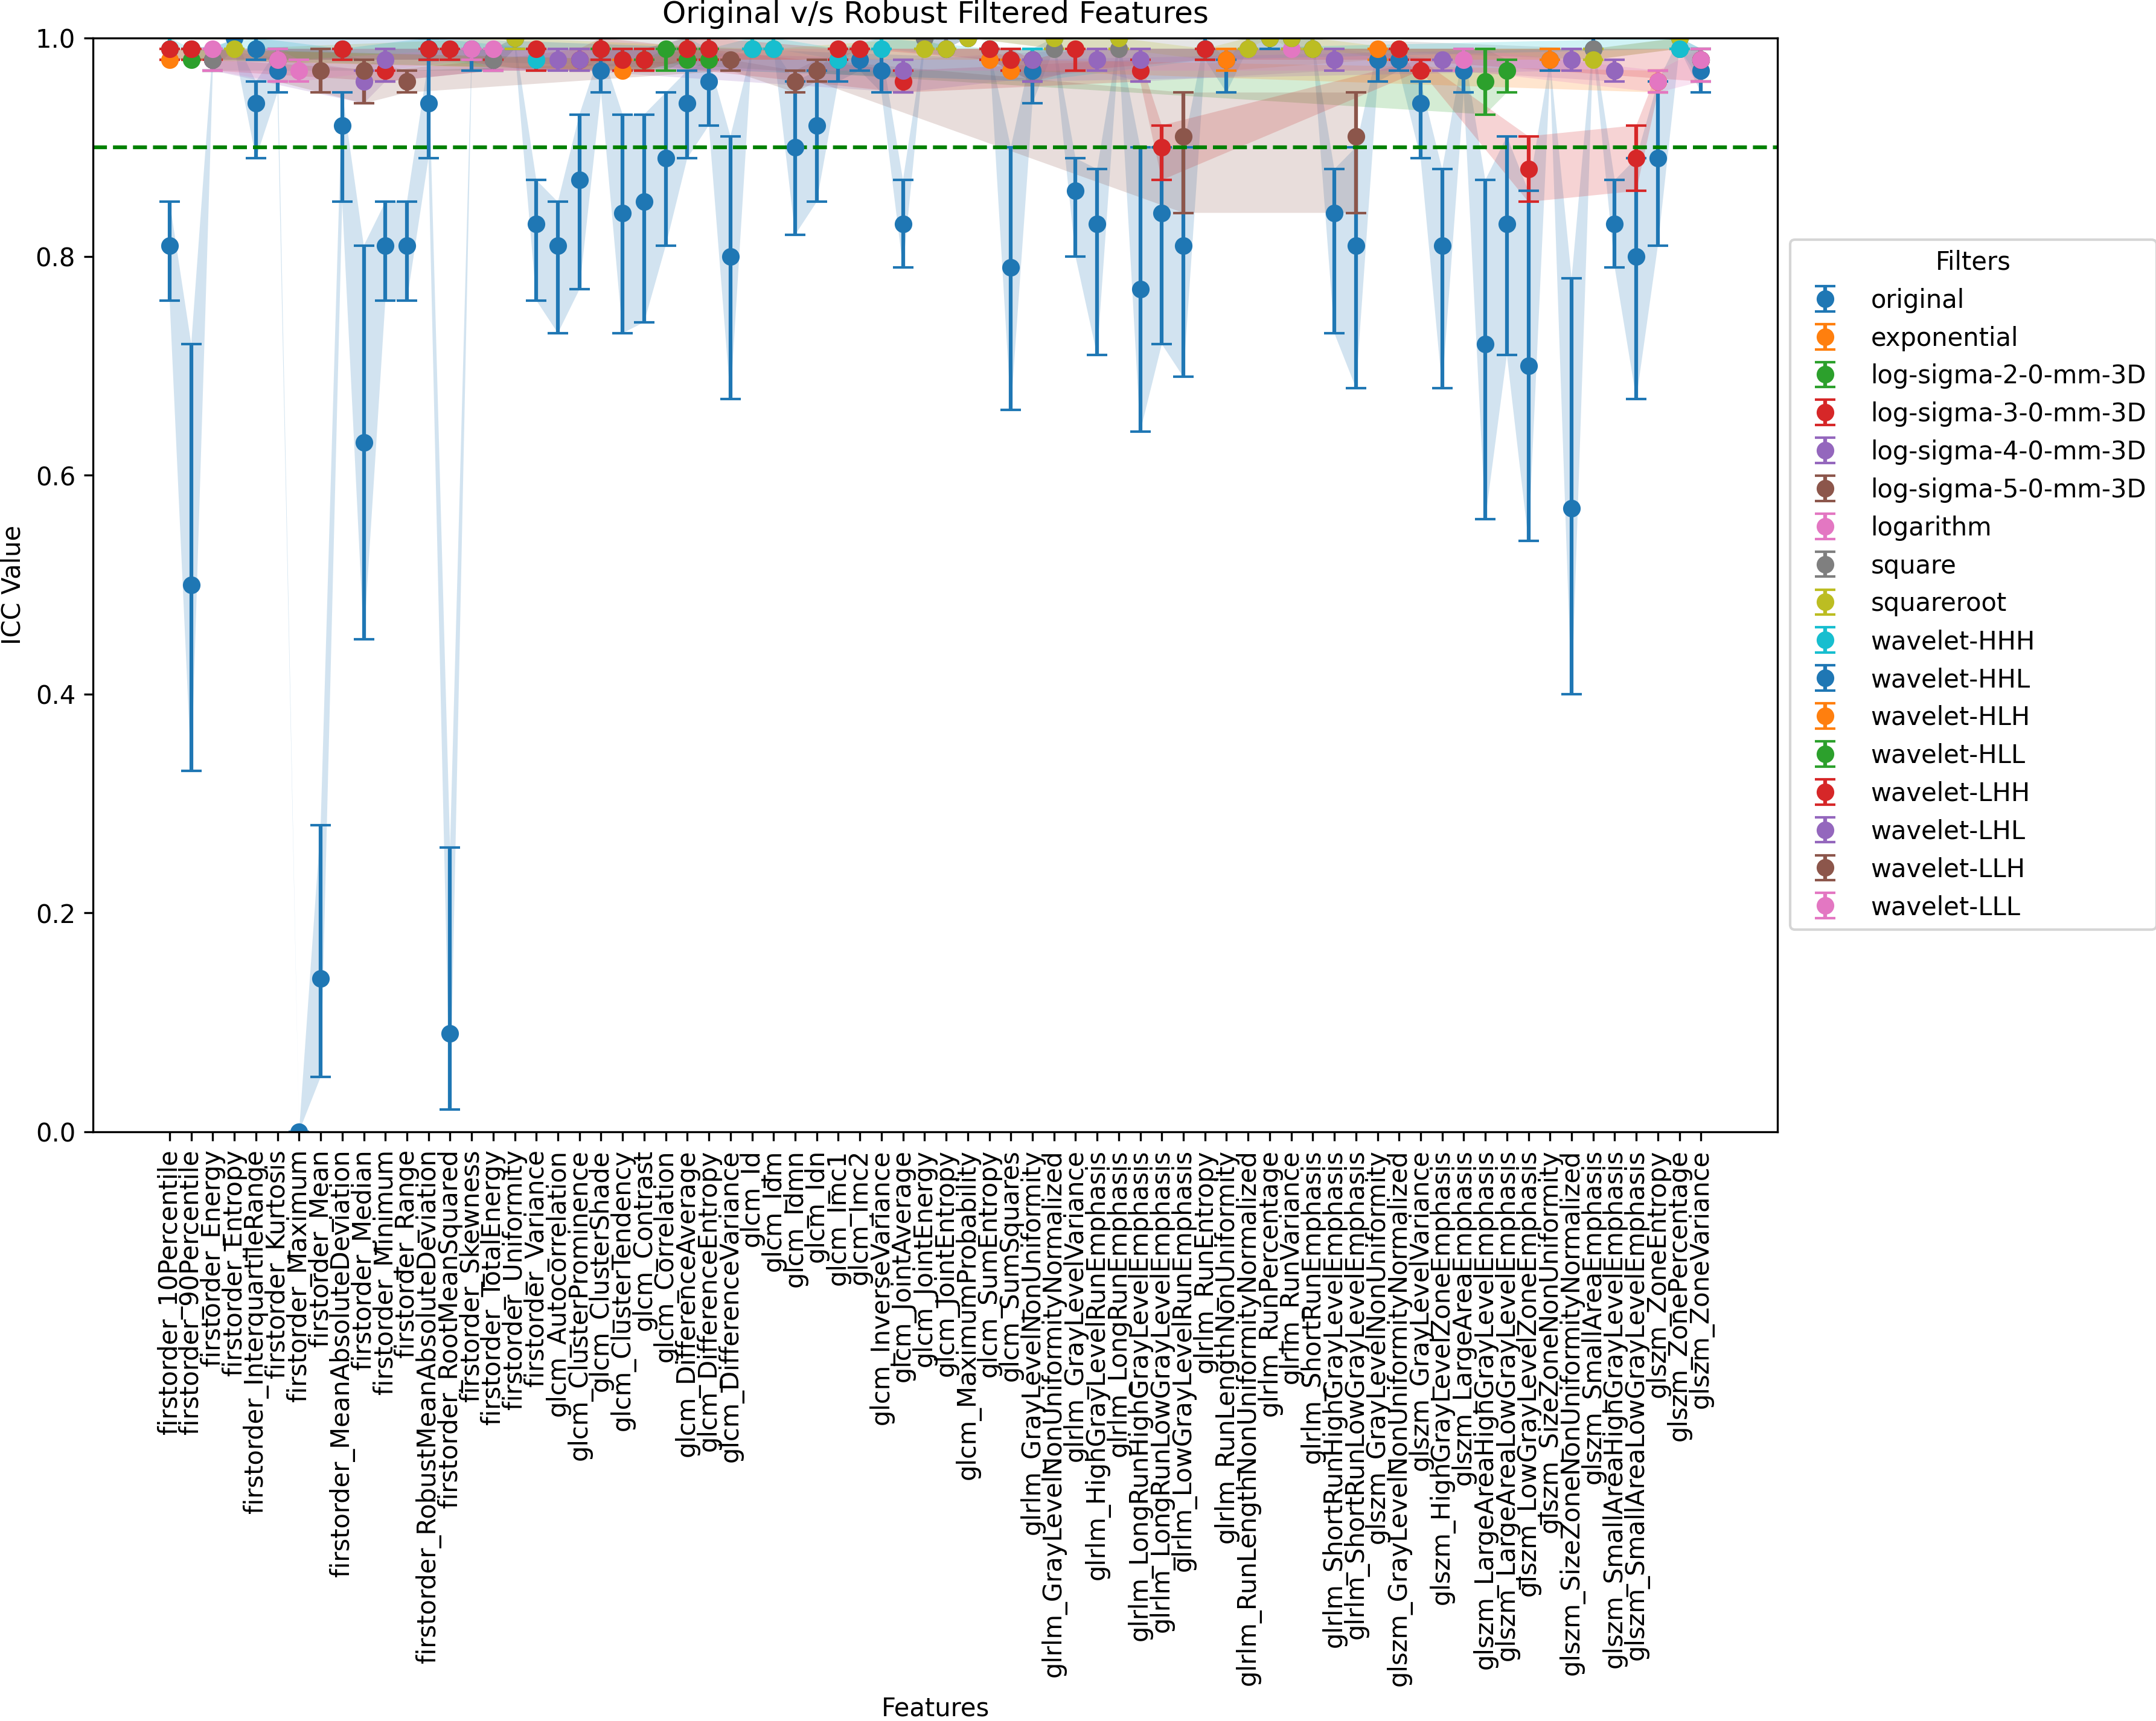 Original v/s Robust Filtered Features
ICC Value
1.0
0.8
0.6
0.4
0.2
0.0
Filters
original
exponential
log-sigma-2-0-mm-3D
log-sigma-3-0-mm-3D
log-sigma-4-0-mm-3D
log-sigma-5-0-mm-3D
logarithm
square
squareroot
wavelet-HHH
wavelet-HHL
wavelet-HLH
wavelet-HLL
wavelet-LHH
wavelet-LHL
wavelet-LLH
wavelet-LLL
firstorder_10Percentile
firstorder_90Percentile
firstorder_Energy
firstorder_Entropy
firstorder_InterquartileRange
firstorder_Kurtosis
firstorder_Maximum
firstorder_Mean
firstorder_MeanAbsoluteDeviation
firstorder_Median
firstorder_Minimum
firstorder_Range
firstorder_RobustMeanAbsoluteDeviation
firstorder_RootMeanSquared
firstorder_Skewness
firstorder_TotalEnergy
firstorder_Uniformity
firstorder_Variance
glcm_Autocorrelation
glcm_ClusterProminence
glcm_ClusterShade
glcm_ClusterTendency
glcm_Contrast
glcm_Correlation
glcm_DifferenceAverage
glcm_DifferenceEntropy
glcm_DifferenceVariance
glcm_Id
glcm_Idm
glcm_Idmn
glcm_Idn
glcm_Imc1
glcm_Imc2
glcm_InverseVariance
glcm_JointAverage
glcm_JointEnergy
glcm_JointEntropy
glcm_MaximumProbability
glcm_SumEntropy
glcm_SumSquares
glrlm_GrayLevelNonUniformity
glrlm_GrayLevelNonUniformityNormalized
glrlm_GrayLevelVariance
glrlm_HighGrayLevelRunEmphasis
glrlm_LongRunEmphasis
glrlm_LongRunHighGrayLevelEmphasis
glrlm_LongRunLowGrayLevelEmphasis
glrlm_LowGrayLevelRunEmphasis
glrlm_RunEntropy
glrlm_RunLengthNonUniformity
glrlm_RunLengthNonUniformityNormalized
glrlm_RunPercentage
glrlm_RunVariance
glrlm_ShortRunEmphasis
glrlm_ShortRunHighGrayLevelEmphasis
glrlm_ShortRunLowGrayLevelEmphasis
glszm_GrayLevelNonUniformity
glszm_GrayLevelNonUniformityNormalized
glszm_GrayLevelVariance
glszm_HighGrayLevelZoneEmphasis
glszm_LargeAreaEmphasis
glszm_LargeAreaHighGrayLevelEmphasis
glszm_LargeAreaLowGrayLevelEmphasis
glszm_LowGrayLevelZoneEmphasis
glszm_SizeZoneNonUniformity
glszm_SizeZoneNonUniformityNormalized
glszm_SmallAreaEmphasis
glszm_SmallAreaHighGrayLevelEmphasis
glszm_SmallAreaLowGrayLevelEmphasis
glszm_ZoneEntropy
glszm_ZonePercentage
glszm_ZoneVariance
Features